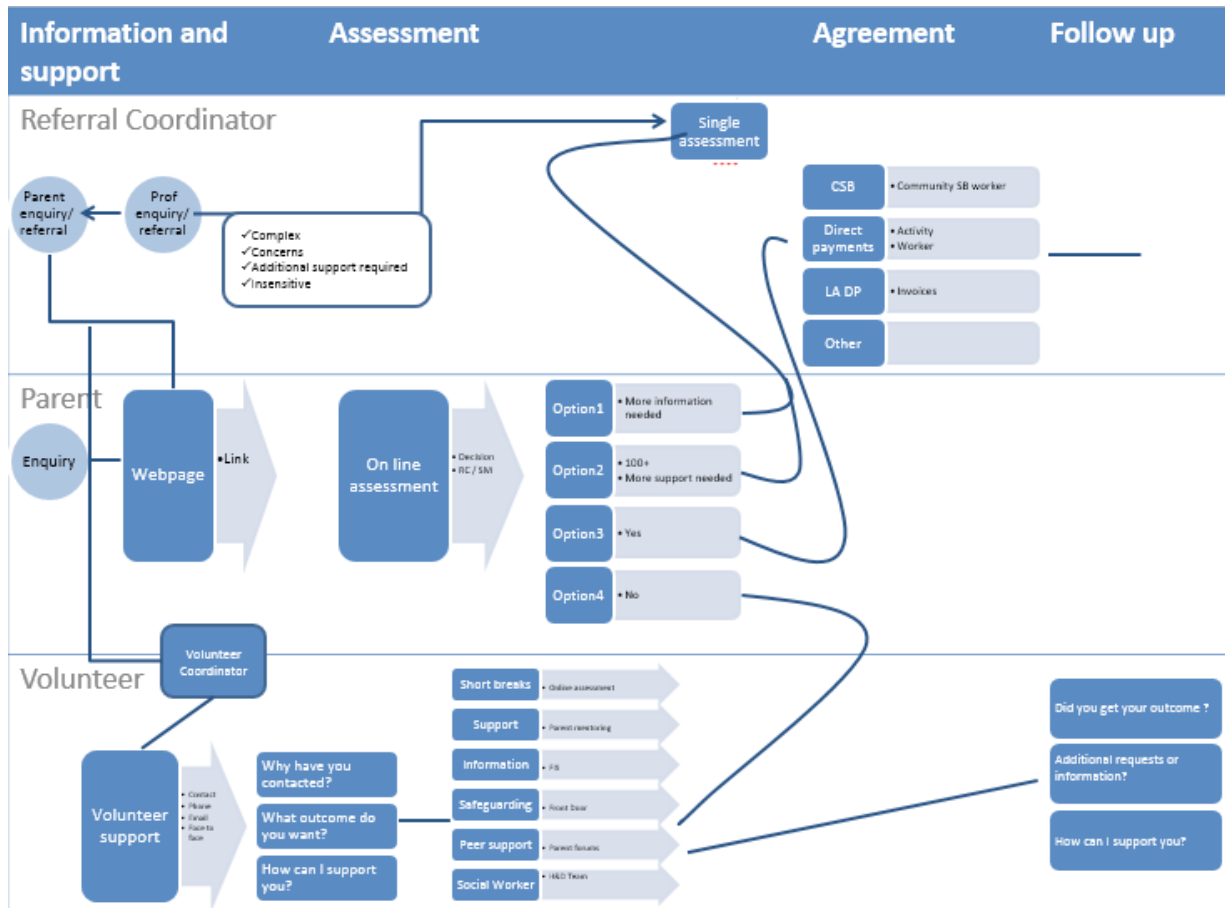 Information and
support
Assessment
Agreement
Follow up
Referral Coordinator
Parent
enquiry/
referral
Prof
enquiry/
referral
✓Complex
✓Concerns
✓Additional support required
✓Insensitive
Single
assessment
CSB
• Community SB worker
Direct
payments
• Activity
• Worker
LA DP
• Invoices
Other
Parent
Enquiry
Webpage
•Link
On line
assessment
• Decision
• RC / SM
Option1
• More information
needed
Option2
• 100+
• More support needed
Option3
• Yes
Option4
• No
Volunteer
Volunteer
Coordinator
Volunteer
support
• Contact
• Phone
• Email
• Face to
face
Why have you
contacted?
What outcome do
you want?
How can I support
you?
Short breaks
• Online assessment
Support
• Parent mentoring
Information
• FIS
Safeguarding
• Front Door
Peer support
• Parent forums
Social Worker
• H&D Team
Did you get your outcome ?
Additional requests or
information?
How can I support you?